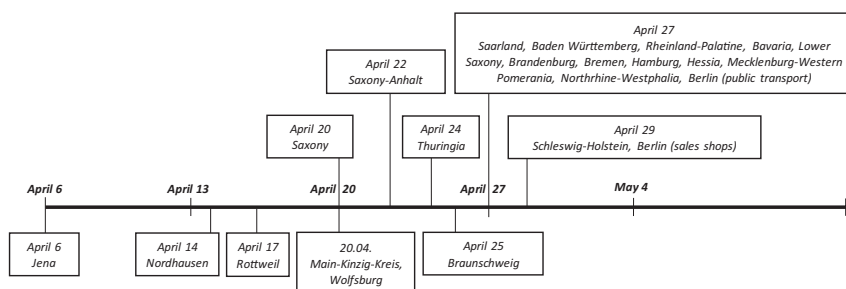 April 27
Saarland, Baden Württemberg, Rheinland-Palatine, Bavaria, Lower
Saxony, Brandenburg, Bremen, Hamburg, Hessia, Mecklenburg-Western
Pomerania, Northrhine-Westphalia, Berlin (public transport)
April 22
Saxony-Anhalt
April 20
Saxony
April 24
Thuringia
April 29
Schleswig-Holstein, Berlin (sales shops)
April 6
April 13
April 20
April 27
May 4
April 6
Jena
April 14
Nordhausen
April 17
Rottweil
20.04.
Main-Kinzig-Kreis,
Wolfsburg
April 25
Braunschweig